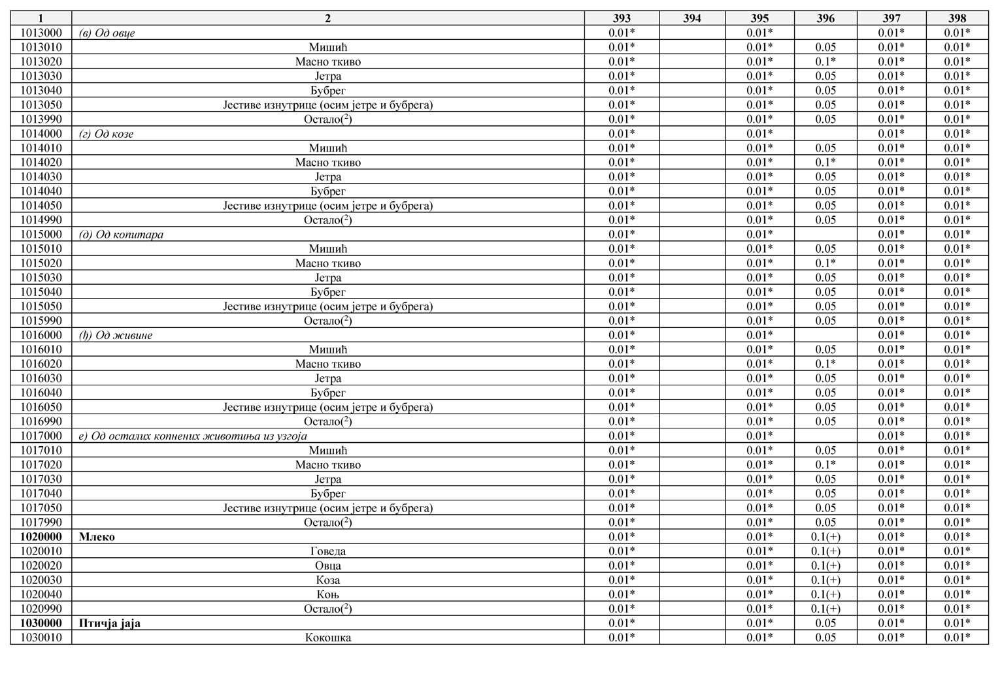 1 2 393 394 395 396 397 398
1013000 (в) Од овце 0.01* 0.01* 0.01* 0.01*
1013010 Мишић 0.01* 0.01* 0.05 0.01* 0.01*
1013020 Масно ткиво 0.01* 0.01* 0.1* 0.01* 0.01*
1013030 Јетра 0.01* 0.01* 0.05 0.01* 0.01*
1013040 Бубрег 0.01* 0.01* 0.05 0.01* 0.01*
1013050 Јестиве изнутрице (осим јетре и бубрега) 0.01* 0.01* 0.05 0.01* 0.01*
1013990 Остало(²) 0.01* 0.01* 0.05 0.01* 0.01*
1014000 (г) Од козе 0.01* 0.01* 0.01* 0.01*
1014010 Мишић 0.01* 0.01* 0.05 0.01* 0.01*
1014020 Масно ткиво 0.01* 0.01* 0.1* 0.01* 0.01*
1014030 Јетра 0.01* 0.01* 0.05 0.01* 0.01*
1014040 Бубрег 0.01* 0.01* 0.05 0.01* 0.01*
1014050 Јестиве изнутрице (осим јетре и бубрега) 0.01* 0.01* 0.05 0.01* 0.01*
1014990 Остало(²) 0.01* 0.01* 0.05 0.01* 0.01*
1015000 (д) Од копитара 0.01* 0.01* 0.01* 0.01*
1015010 Мишић 0.01* 0.01* 0.05 0.01* 0.01*
1015020 Масно ткиво 0.01* 0.01* 0.1* 0.01* 0.01*
1015030 Јетра 0.01* 0.01* 0.05 0.01* 0.01*
1015040 Бубрег 0.01* 0.01* 0.05 0.01* 0.01*
1015050 Јестиве изнутрице (осим јетре и бубрега) 0.01* 0.01* 0.05 0.01* 0.01*
1015990 Остало(²) 0.01* 0.01* 0.05 0.01* 0.01*
1016000 (ђ) Од живине 0.01* 0.01* 0.01* 0.01*
1016010 Мишић 0.01* 0.01* 0.05 0.01* 0.01*
1016020 Масно ткиво 0.01* 0.01* 0.1* 0.01* 0.01*
1016030 Јетра 0.01* 0.01* 0.05 0.01* 0.01*
1016040 Бубрег 0.01* 0.01* 0.05 0.01* 0.01*
1016050 Јестиве изнутрице (осим јетре и бубрега) 0.01* 0.01* 0.05 0.01* 0.01*
1016990 Остало(²) 0.01* 0.01* 0.05 0.01* 0.01*
1017000 е) Од осталих копнених животиња из узгоја 0.01* 0.01* 0.01* 0.01*
1017010 Мишић 0.01* 0.01* 0.05 0.01* 0.01*
1017020 Масно ткиво 0.01* 0.01* 0.1* 0.01* 0.01*
1017030 Јетра 0.01* 0.01* 0.05 0.01* 0.01*
1017040 Бубрег 0.01* 0.01* 0.05 0.01* 0.01*
1017050 Јестиве изнутрице (осим јетре и бубрега) 0.01* 0.01* 0.05 0.01* 0.01*
1017990 Остало(²) 0.01* 0.01* 0.05 0.01* 0.01*
1020000 Млеко 0.01* 0.01* 0.1(+) 0.01* 0.01*
1020010 Говеда 0.01* 0.01* 0.1(+) 0.01* 0.01*
1020020 Овца 0.01* 0.01* 0.1(+) 0.01* 0.01*
1020030 Коза 0.01* 0.01* 0.1(+) 0.01* 0.01*
1020040 Коњ 0.01* 0.01* 0.1(+) 0.01* 0.01*
1020990 Остало(²) 0.01* 0.01* 0.1(+) 0.01* 0.01*
1030000 Птичја јаја 0.01* 0.01* 0.05 0.01* 0.01*
1030010 Кокошка 0.01* 0.01* 0.05 0.01* 0.01*